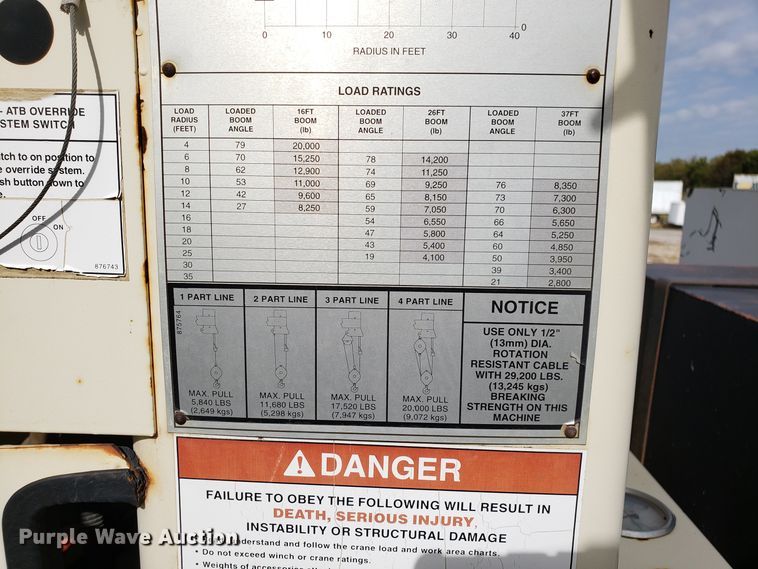 0 10 20 30 40
RADIUS IN FEET
LOAD RATINGS
LOAD RADIUS (FEET) LOADED BOOM ANGLE 16FT BOOM (lb) LOADED BOOM ANGLE 26FT BOOM (lb) LOADED BOOM ANGLE 37FT BOOM (lb)
4 79 20,000
6 70 15,250 78 14,200
8 62 12,900 74 11,250
10 53 11,000 69 9,250 76 8,350
12 42 9,600 65 8,150 73 7,300
14 27 8,250 59 7,050 70 6,300
16 54 6,550 66 5,650
18 47 5,800 64 5,250
20 43 5,400 60 4,850
25 19 4,100 50 3,950
30 39 3,400
35 21 2,800
- ATB OVERRIDE
STEM SWITCH
tch to on position to
e override system.
sh button down to
OFF
ON
876743
875764
1 PART LINE
MAX. PULL
5,840 LBS
(2,649 kgs)
2 PART LINE
MAX. PULL
11,680 LBS
(5,298 kgs)
3 PART LINE
MAX. PULL
17,520 LBS
(7,947 kgs)
4 PART LINE
MAX. PULL
20,000 LBS
(9,072 kgs)
NOTICE
USE ONLY 1/2"
(13mm) DIA.
ROTATION
RESISTANT CABLE
WITH 29,200 LBS.
(13,245 kgs)
BREAKING
STRENGTH ON THIS
MACHINE
DANGER
FAILURE TO OBEY THE FOLLOWING WILL RESULT IN
DEATH, SERIOUS INJURY,
INSTABILITY OR STRUCTURAL DAMAGE
understand and follow the crane load and work area charts.
• Do not exceed winch or crane ratings.
• Weights of accessories
Purple Wave Auction